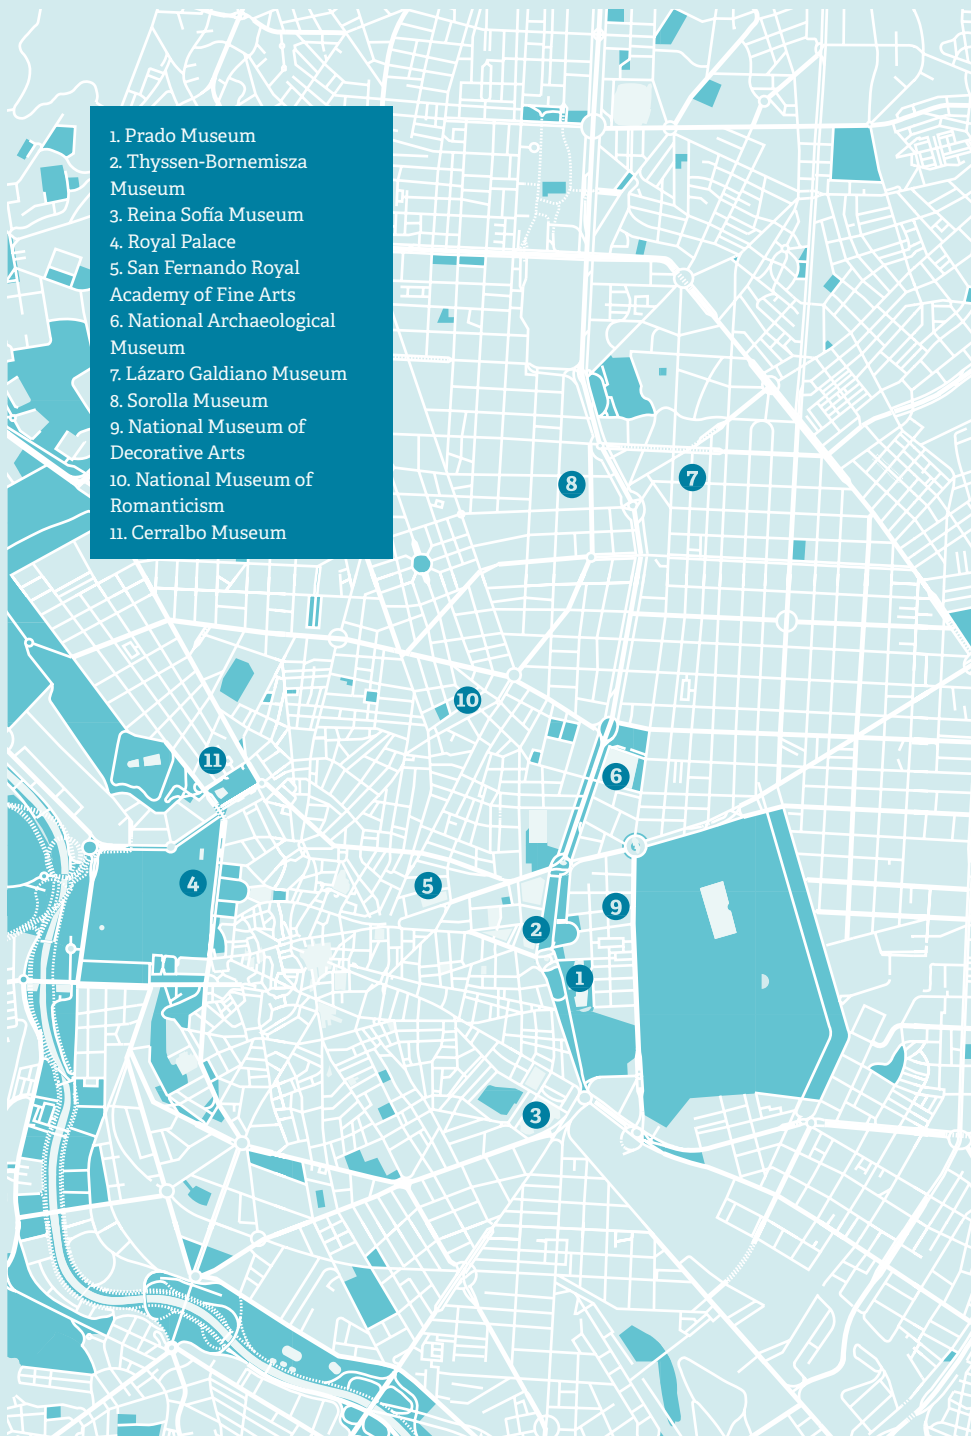 1. Prado Museum
2. Thyssen-Bornemisza
Museum
3. Reina Sofía Museum
4. Royal Palace
5. San Fernando Royal
Academy of Fine Arts
6. National Archaeological
Museum
7. Lázaro Galdiano Museum
8. Sorolla Museum
9. National Museum of
Decorative Arts
10. National Museum of
Romanticism
11. Cerralbo Museum
8
7
10
11
6
4
5
9
2
1
3